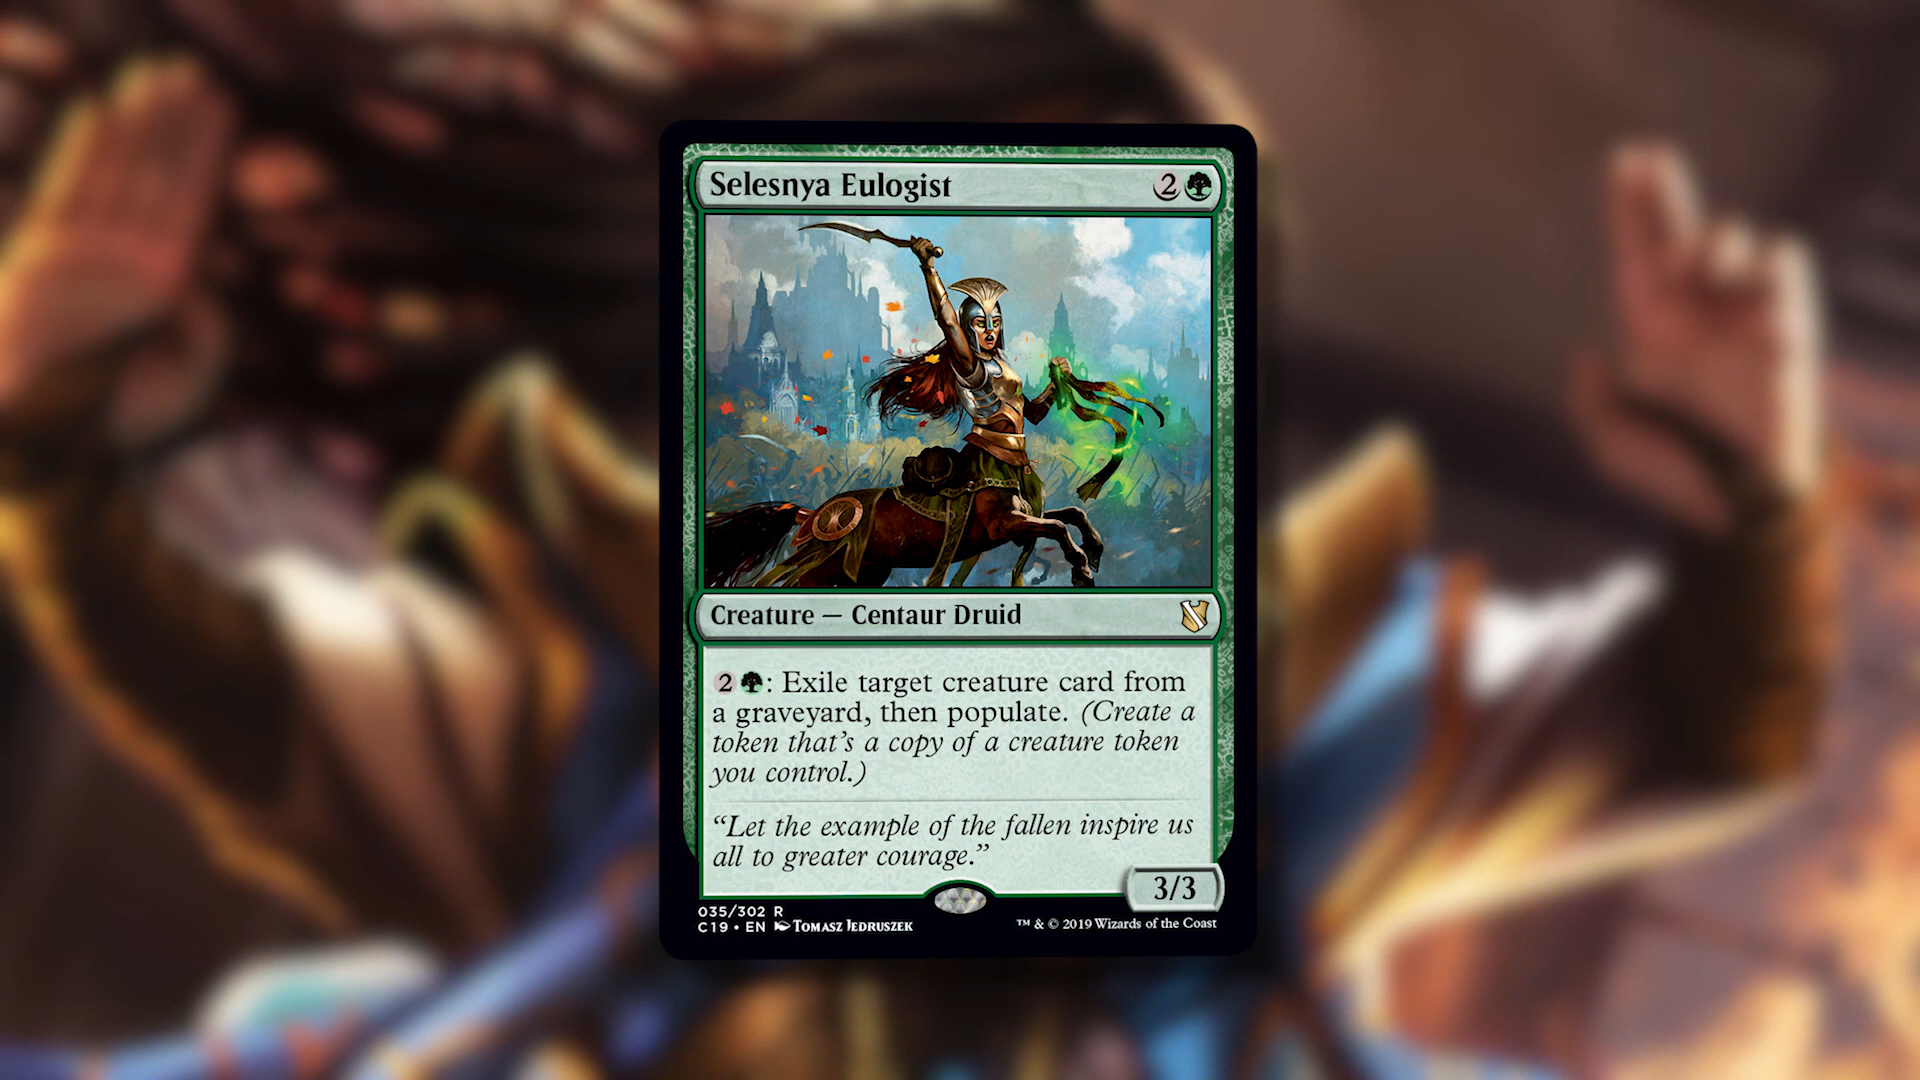 Selesnya Eulogist 2
Creature — Centaur Druid
2 : Exile target creature card from
a graveyard, then populate. (Create a
token that’s a copy of a creature token
you control.)
“Let the example of the fallen inspire us
all to greater courage.”
3/3
035/302 R
C19 • EN Tomasz Jedruszek
™ & © 2019 Wizards of the Coast